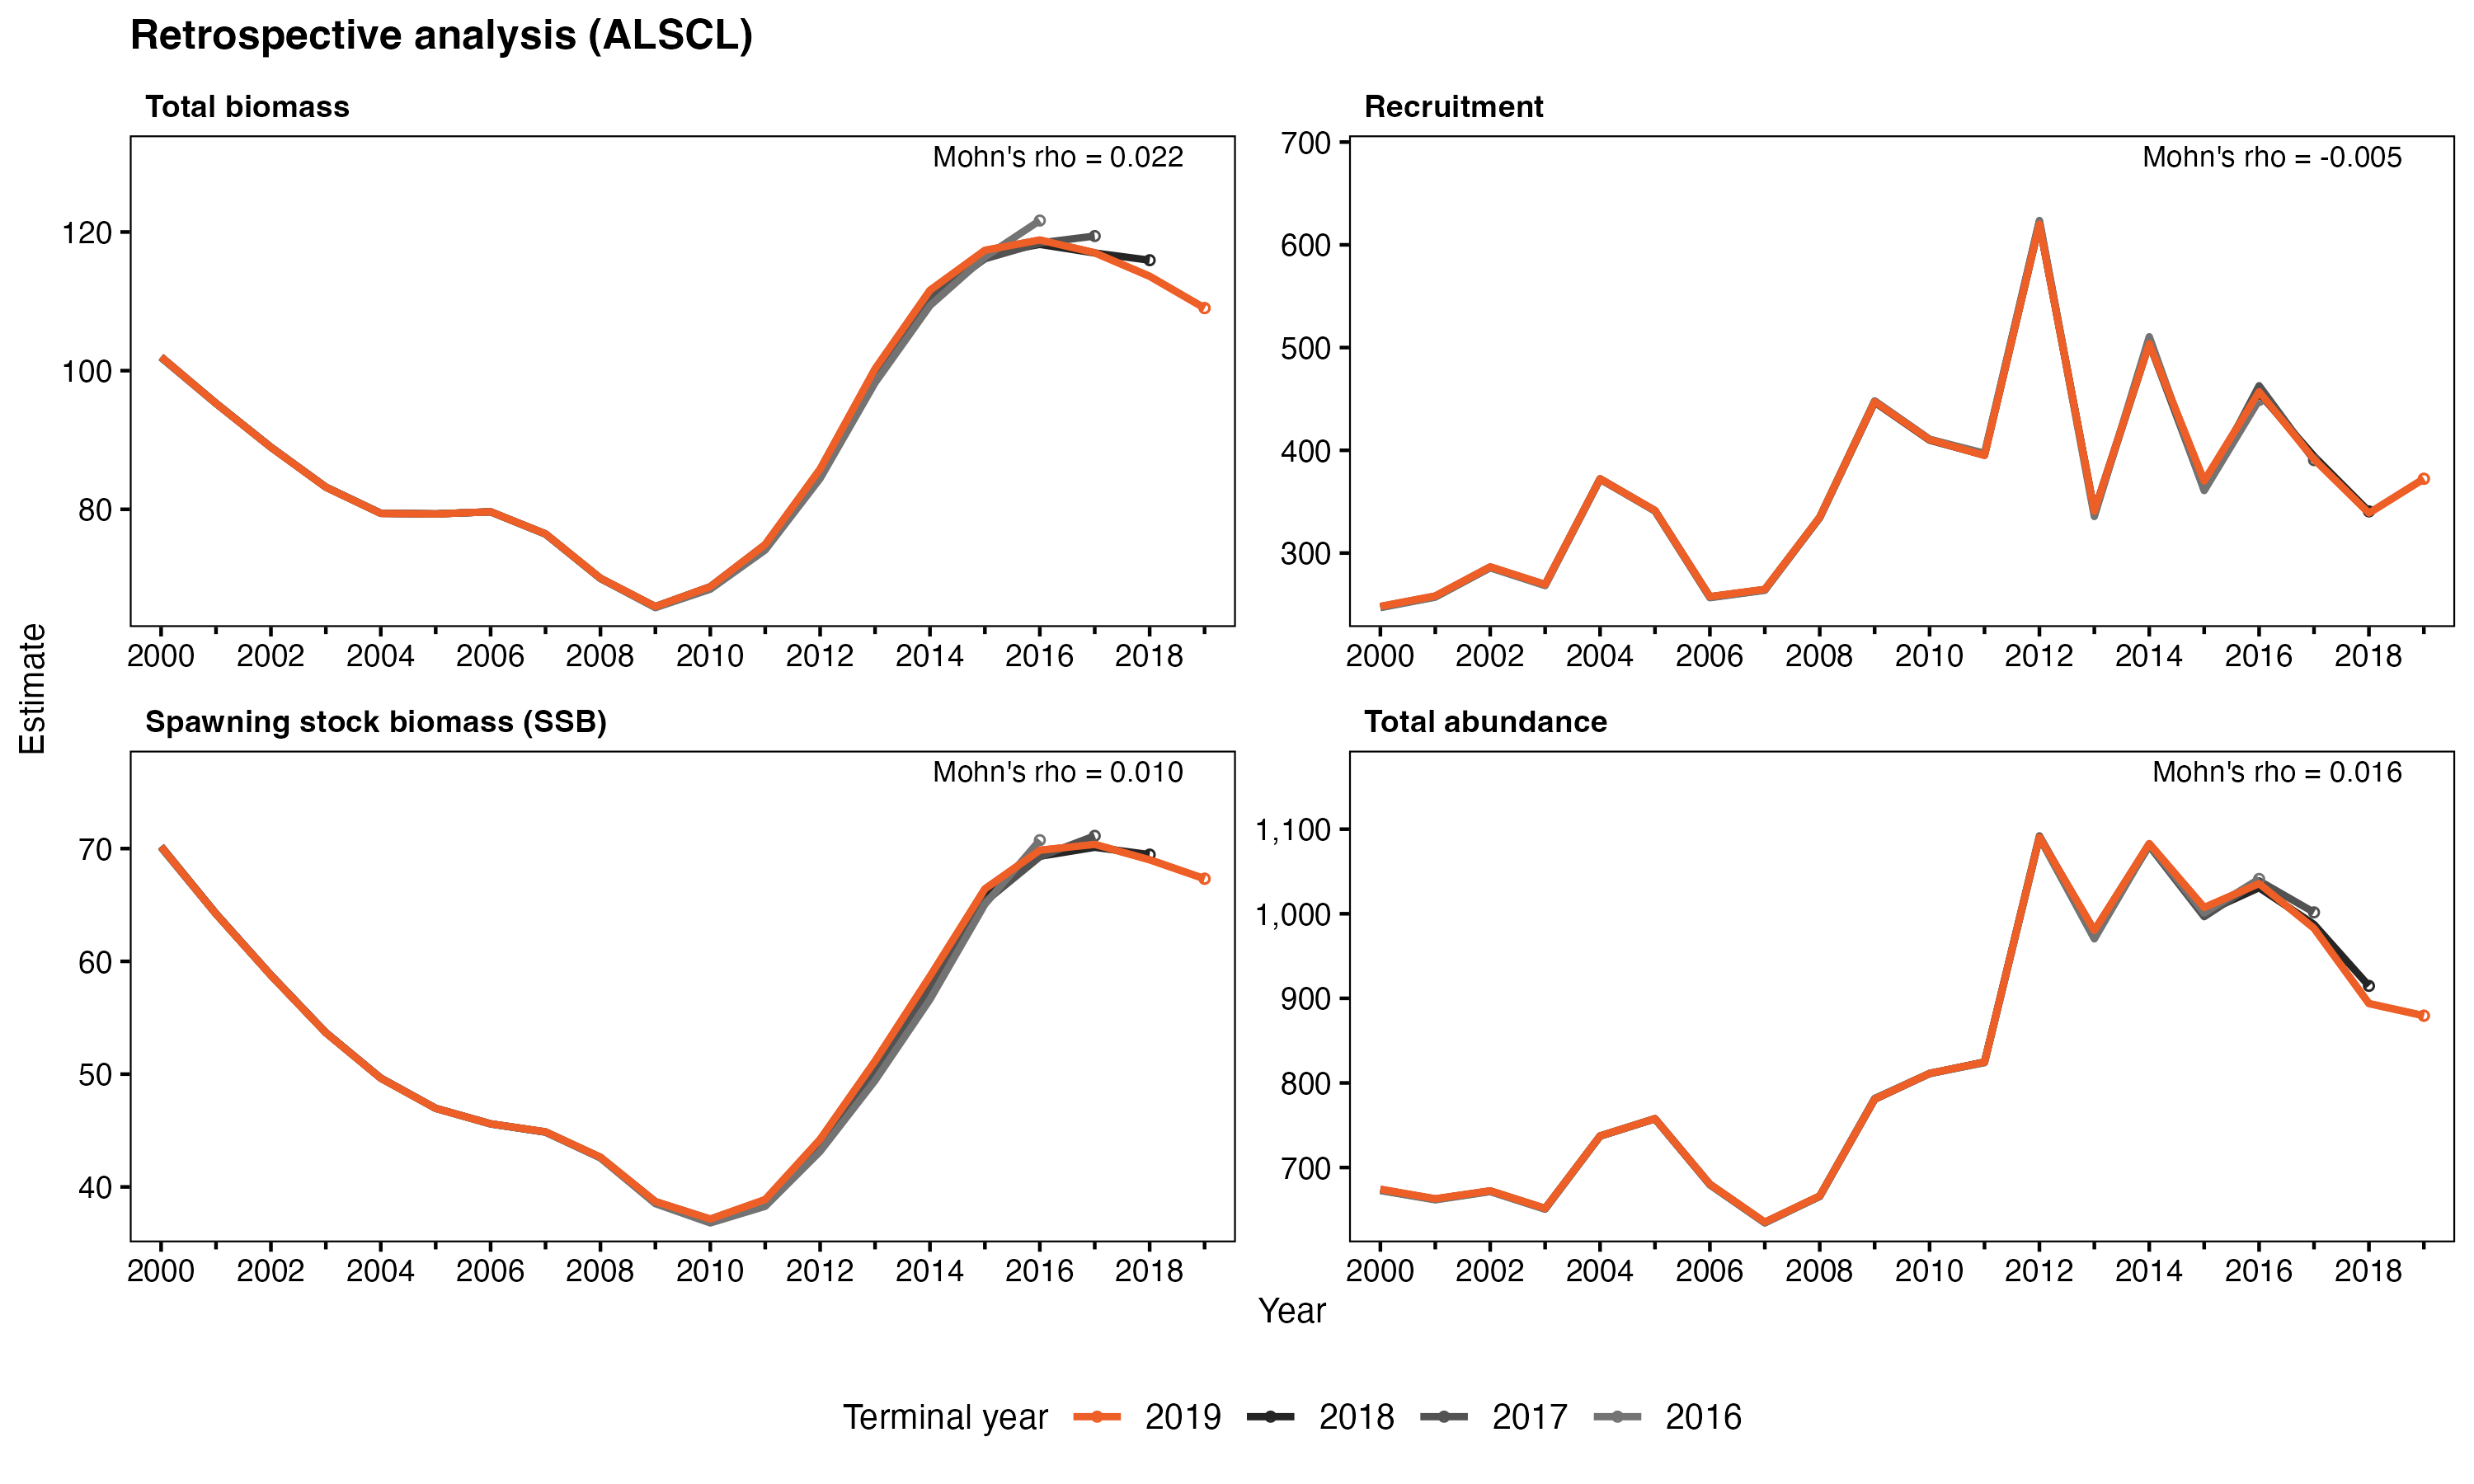 Retrospective analysis (ALSCL)
Total biomass
Mohn's rho = 0.022
120
100
80
2000 2002 2004 2006 2008 2010 2012 2014 2016 2018
Recruitment
Mohn's rho = -0.005
700
600
500
400
300
2000 2002 2004 2006 2008 2010 2012 2014 2016 2018
Estimate
Spawning stock biomass (SSB)
Mohn's rho = 0.010
70
60
50
40
2000 2002 2004 2006 2008 2010 2012 2014 2016 2018
Total abundance
Mohn's rho = 0.016
1,100
1,000
900
800
700
2000 2002 2004 2006 2008 2010 2012 2014 2016 2018
Year
Terminal year 2019 2018 2017 2016